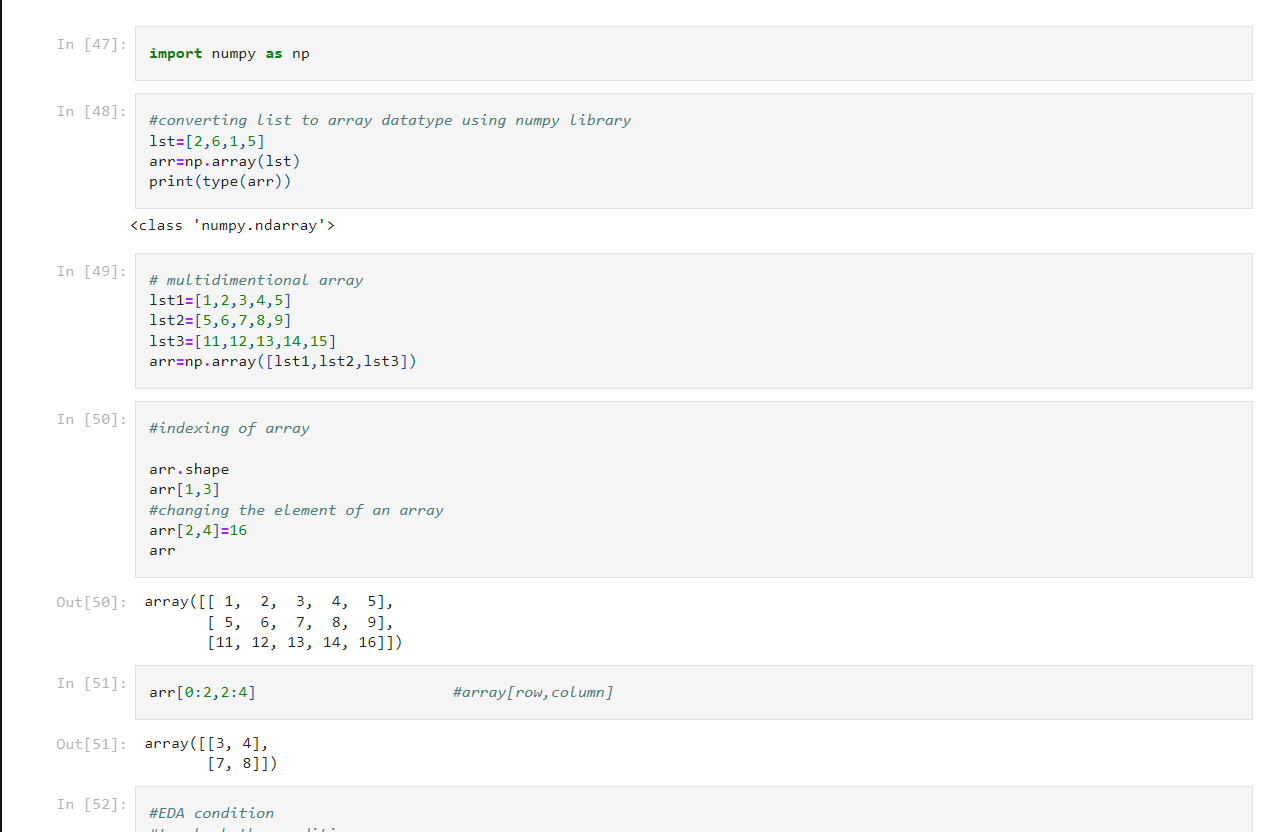 In [47]:
import numpy as np
In [48]:
#converting list to array datatype using numpy library
lst=[2,6,1,5]
arr=np.array(lst)
print(type(arr))
<class 'numpy.ndarray'>
In [49]:
# multidimentional array
lst1=[1,2,3,4,5]
lst2=[5,6,7,8,9]
lst3=[11,12,13,14,15]
arr=np.array([lst1,lst2,lst3])
In [50]:
#indexing of array
arr.shape
arr[1,3]
#changing the element of an array
arr[2,4]=16
arr
Out[50]:
array([[ 1,  2,  3,  4,  5],
       [ 5,  6,  7,  8,  9],
       [11, 12, 13, 14, 16]])
In [51]:
arr[0:2,2:4]                      #array[row,column]
Out[51]:
array([[3, 4],
       [7, 8]])
In [52]:
#EDA condition